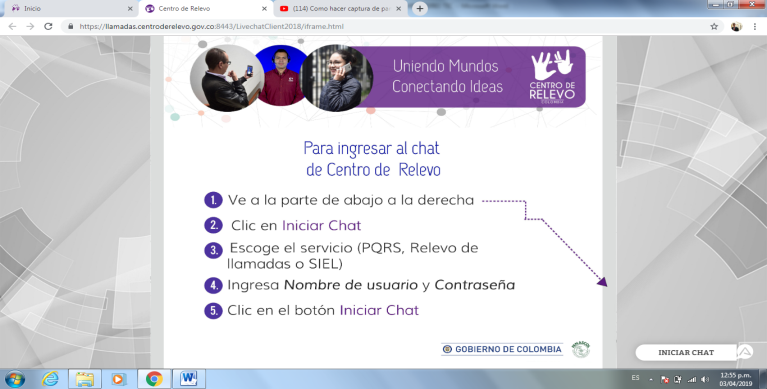 Inicio
Centro de Relevo
(114) Como hacer captura de pa
https://llamadas.centroderelevo.gov.co:8443/LivechatClient2018/iframe.html
Uniendo Mundos
Conectando Ideas
CENTRO DE
RELEVO
COLOMBIA
Para ingresar al chat
de Centro de Relevo
1. Ve a la parte de abajo a la derecha
2. Clic en Iniciar Chat
3. Escoge el servicio (PQRS, Relevo de
llamadas o SIEL)
4. Ingresa Nombre de usuario y Contraseña
5. Clic en el botón Iniciar Chat
GOBIERNO DE COLOMBIA
INICIAR CHAT
ES
12:55 p.m.
03/04/2019